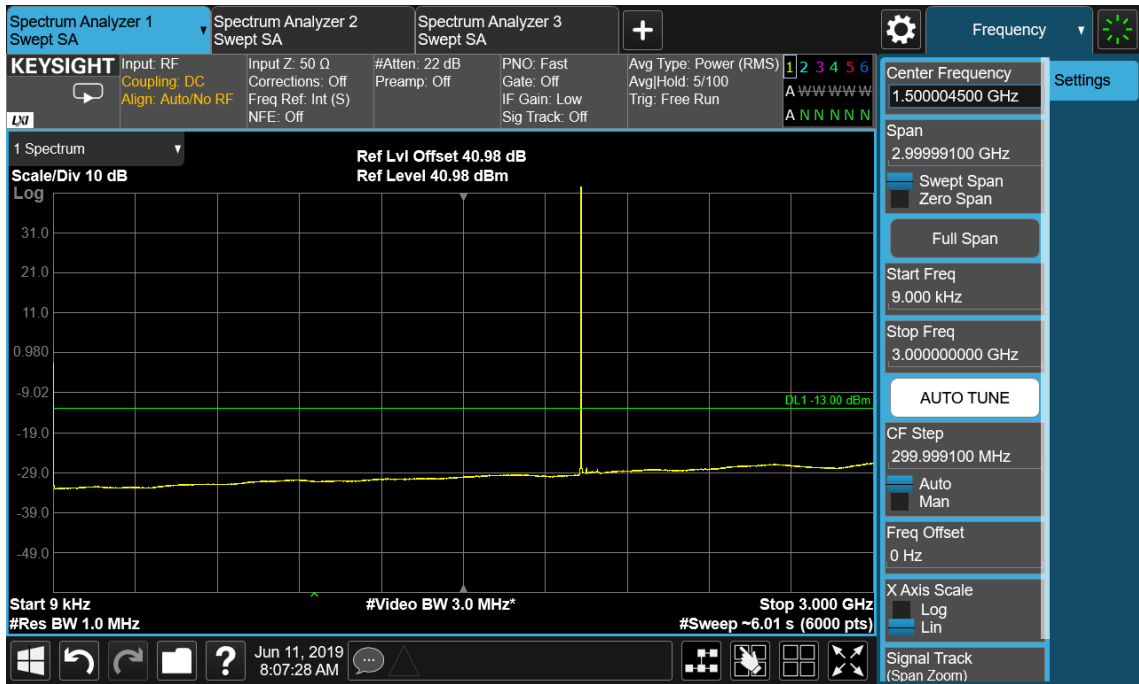 Spectrum Analyzer 1
Swept SA
Spectrum Analyzer 2
Swept SA
Spectrum Analyzer 3
Swept SA
Frequency
KEYSIGHT
LXI
Input: RF
Coupling: DC
Align: Auto/No RF
Input Z: 50 Ω
Corrections: Off
Freq Ref: Int (S)
NFE: Off
#Atten: 22 dB
Preamp: Off
PNO: Fast
Gate: Off
IF Gain: Low
Sig Track: Off
Avg Type: Power (RMS)
Avg|Hold: 5/100
Trig: Free Run
1 2 3 4 5 6
A W W W W W
A N N N N N
1 Spectrum
Scale/Div 10 dB
Ref Lvl Offset 40.98 dB
Ref Level 40.98 dBm
Log
31.0
21.0
11.0
0.980
-9.02
-19.0
-29.0
-39.0
-49.0
DL1 -13.00 dBm
Start 9 kHz
#Res BW 1.0 MHz
#Video BW 3.0 MHz*
Stop 3.000 GHz
#Sweep ~6.01 s (6000 pts)
Center Frequency
1.500004500 GHz
Settings
Span
2.99999100 GHz
Swept Span
Zero Span
Full Span
Start Freq
9.000 kHz
Stop Freq
3.000000000 GHz
AUTO TUNE
CF Step
299.999100 MHz
Auto
Man
Freq Offset
0 Hz
X Axis Scale
Log
Lin
Signal Track
(Span Zoom)
?
Jun 11, 2019
8:07:28 AM